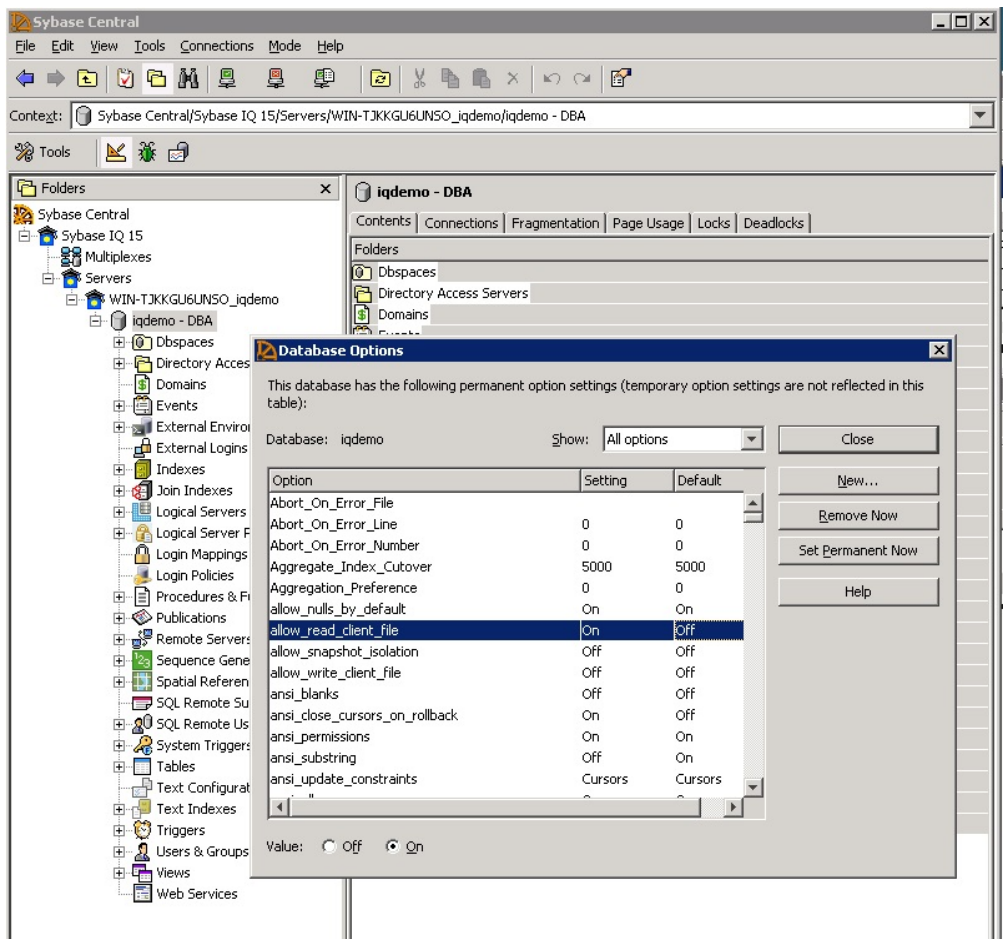 Sybase Central
File Edit View Tools Connections Mode Help
Context: Sybase Central/Sybase IQ 15/Servers/WIN-TJKKGU6UNSO_iqdemo/iqdemo - DBA
Tools
Folders
Sybase Central
Sybase IQ 15
Multiplexes
Servers
WIN-TJKKGU6UNSO_iqdemo
iqdemo - DBA
Dbspaces
Directory Acces
Domains
Events
External Enviro
External Logins
Indexes
Join Indexes
Logical Servers
Logical Server P
Login Mappings
Login Policies
Procedures & F
Publications
Remote Servers
Sequence Gene
Spatial Referen
SQL Remote Su
SQL Remote Us
System Triggers
Tables
Text Configurat
Text Indexes
Triggers
Users & Groups
Views
Web Services
iqdemo - DBA
Contents Connections Fragmentation Page Usage Locks Deadlocks
Folders
Dbspaces
Directory Access Servers
Domains
Events
Database Options
This database has the following permanent option settings (temporary option settings are not reflected in this
table):
Database: iqdemo Show: All options Close
Option Setting Default New...
Abort_On_Error_File
Remove Now
Abort_On_Error_Line 0 0
Abort_On_Error_Number 0 0
Set Permanent Now
Aggregate_Index_Cutover 5000 5000
Aggregation_Preference 0 0
Help
allow_nulls_by_default On On
allow_read_client_file On Off
allow_snapshot_isolation Off Off
allow_write_client_file Off Off
ansi_blanks Off Off
ansi_close_cursors_on_rollback On Off
ansi_permissions On On
ansi_substring Off On
ansi_update_constraints Cursors Cursors
Value: Off On